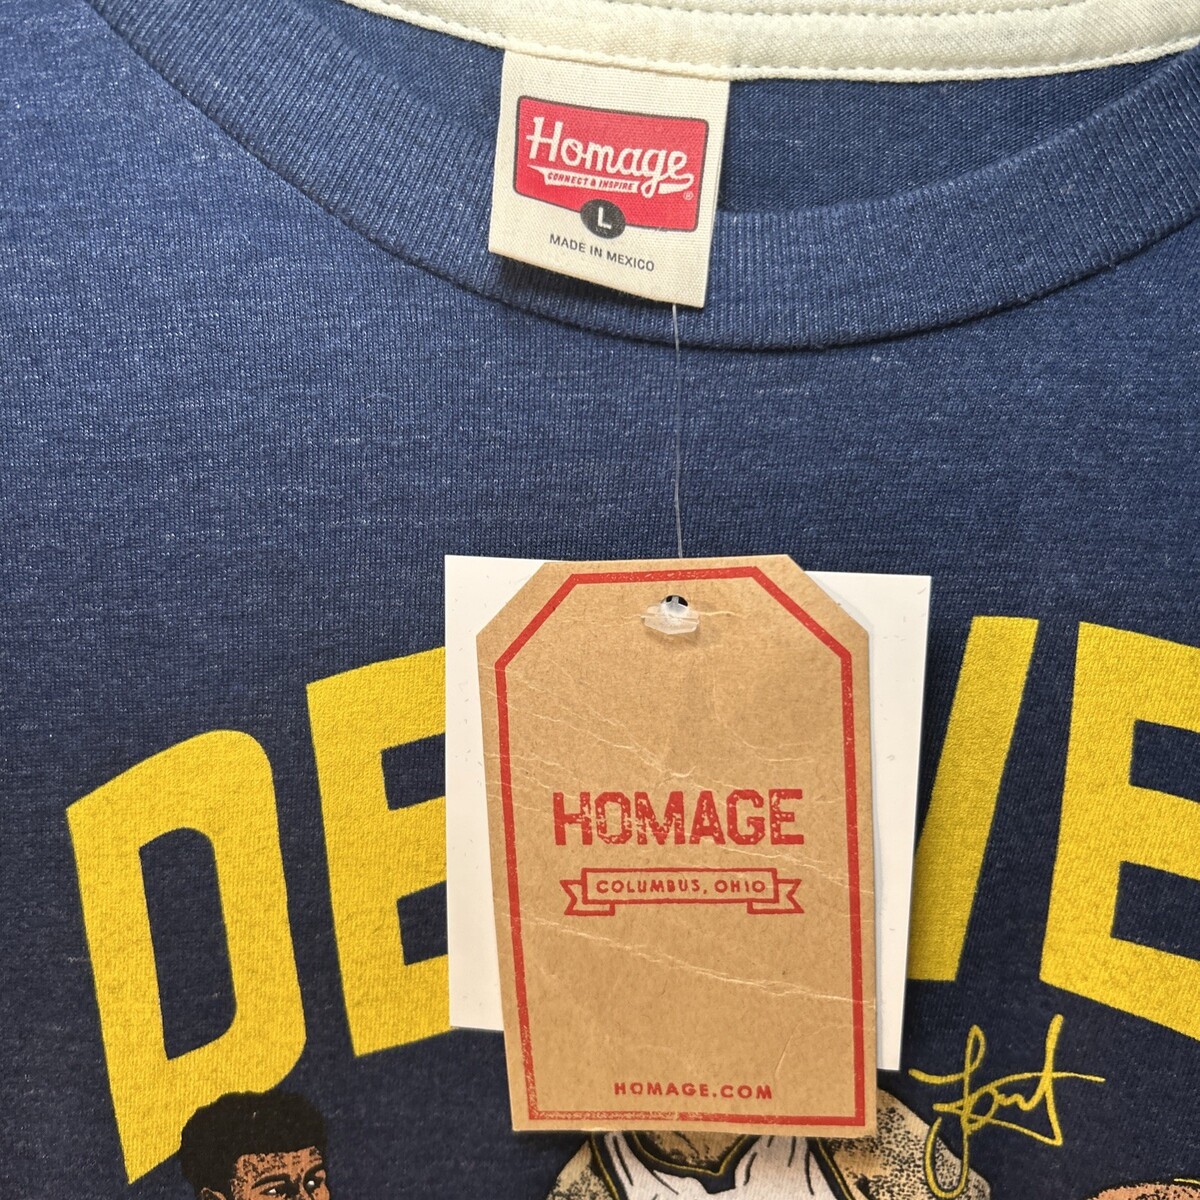 Homage
CONNECT & INSPIRE ®
L
MADE IN MEXICO
HOMAGE
COLUMBUS, OHIO
HOMAGE.COM